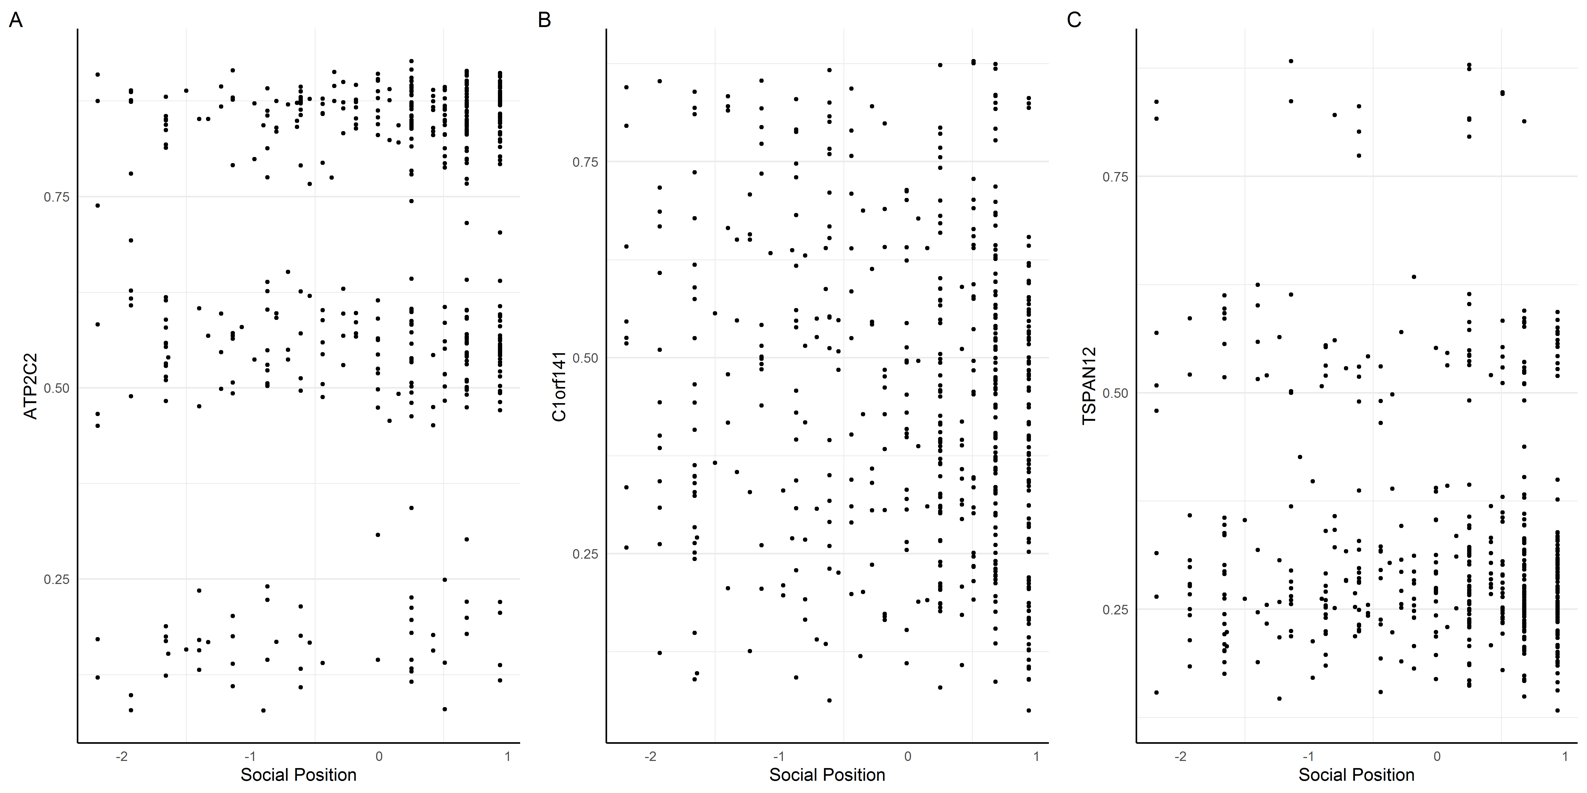 A
ATP2C2
0.75
0.50
0.25
-2 -1 0 1
Social Position
B
C1orf141
0.75
0.50
0.25
-2 -1 0 1
Social Position
C
TSPAN12
0.75
0.50
0.25
-2 -1 0 1
Social Position